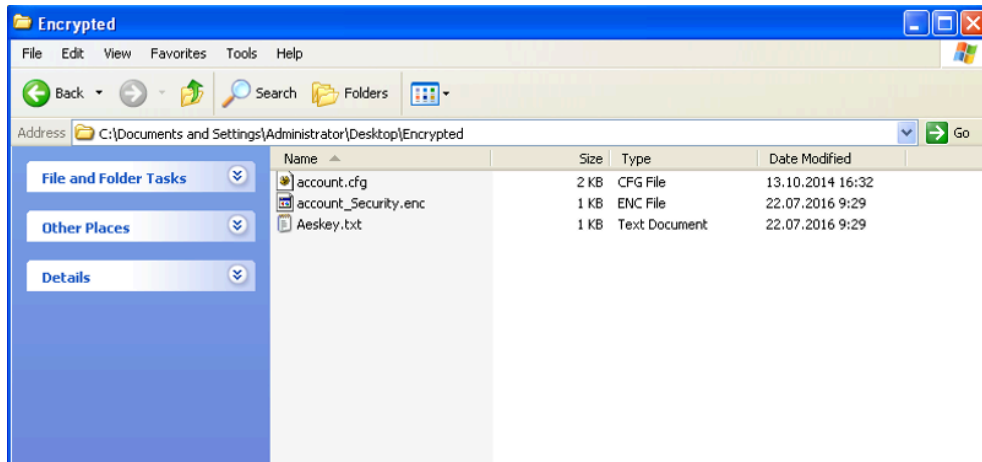 Encrypted
File Edit View Favorites Tools Help
Back Search Folders
Address C:\Documents and Settings\Administrator\Desktop\Encrypted Go
Name Size Type Date Modified
File and Folder Tasks
account.cfg 2 KB CFG File 13.10.2014 16:32
account_Security.enc 1 KB ENC File 22.07.2016 9:29
Aeskey.txt 1 KB Text Document 22.07.2016 9:29
Other Places
Details